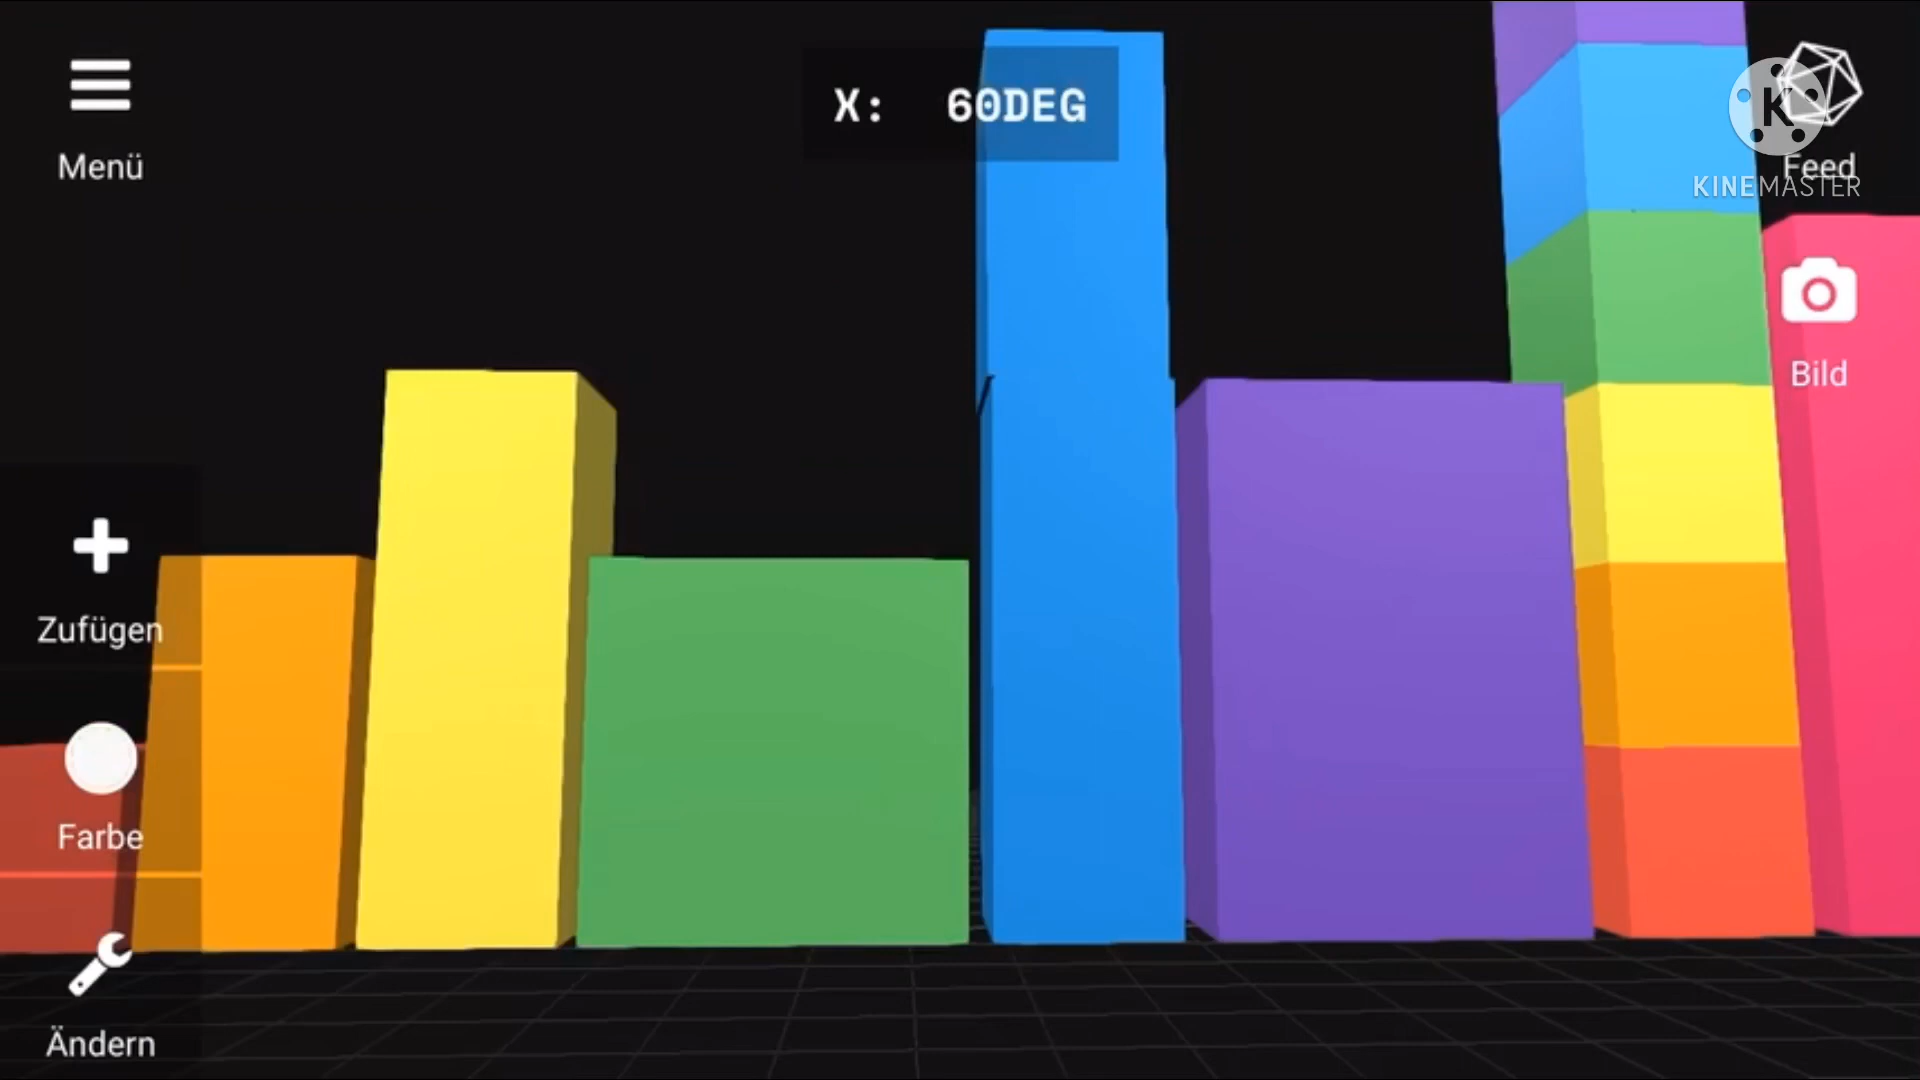 Menü
X: 60DEG
Feed
KINEMASTER
K
Bild
Zufügen
Farbe
Ändern